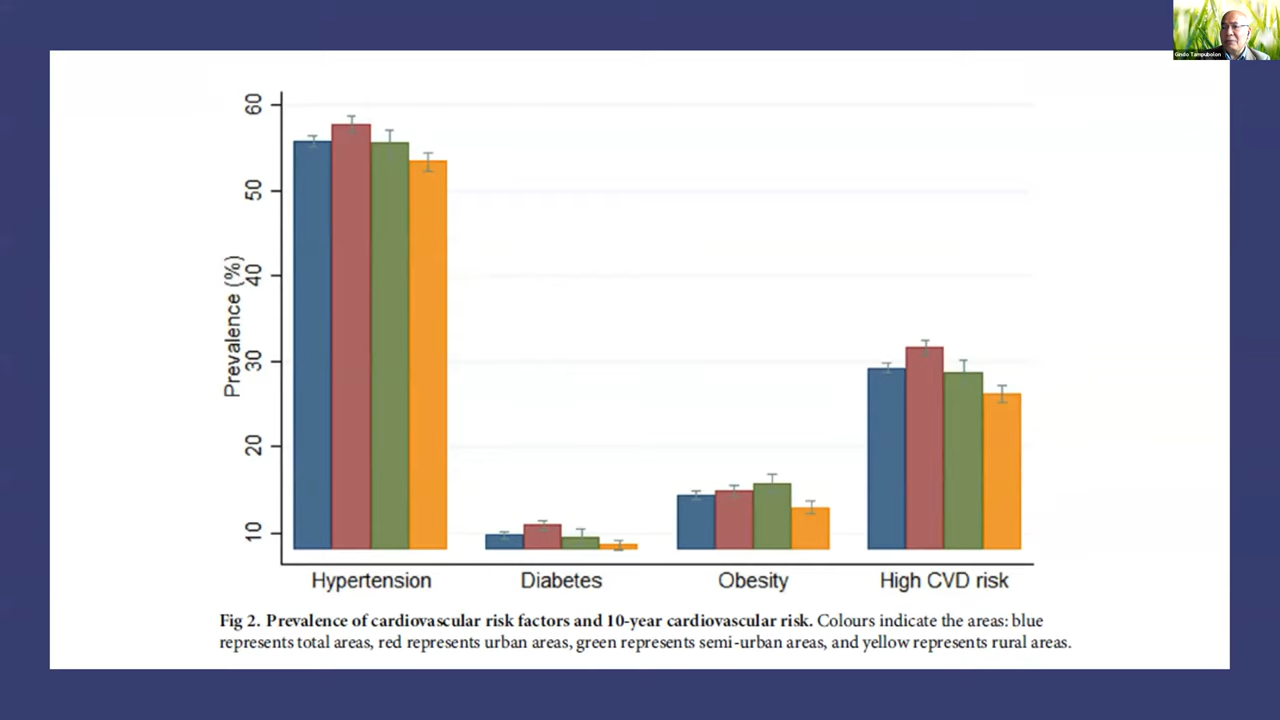 Gindo Tampubolon
60
50
40
30
20
10
Prevalence (%)
Hypertension
Diabetes
Obesity
High CVD risk
Fig 2. Prevalence of cardiovascular risk factors and 10-year cardiovascular risk. Colours indicate the areas: blue
represents total areas, red represents urban areas, green represents semi-urban areas, and yellow represents rural areas.